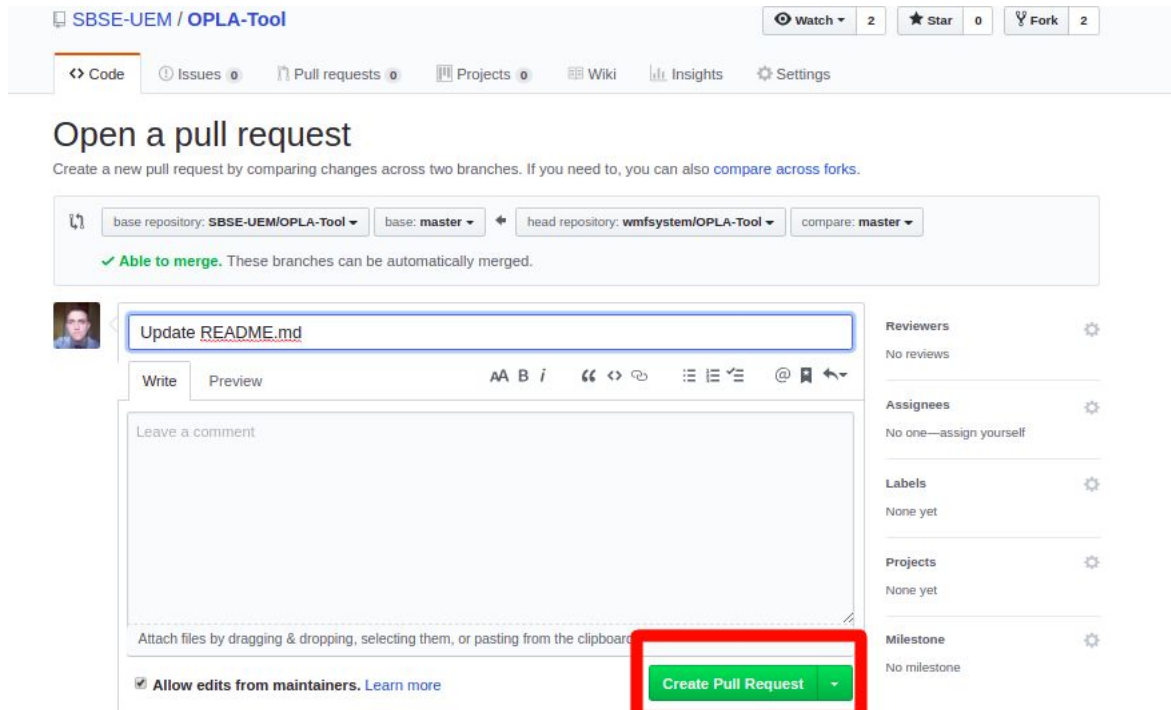 SBSE-UEM / OPLA-Tool
Watch 2 Star 0 Fork 2
Code Issues 0 Pull requests 0 Projects 0 Wiki Insights Settings
Open a pull request
Create a new pull request by comparing changes across two branches. If you need to, you can also compare across forks.
base repository: SBSE-UEM/OPLA-Tool base: master head repository: wmfsystem/OPLA-Tool compare: master
Able to merge. These branches can be automatically merged.
Update README.md
Write Preview
AA B i
Leave a comment
Attach files by dragging & dropping, selecting them, or pasting from the clipboard
Allow edits from maintainers. Learn more
Create Pull Request
Reviewers
No reviews
Assignees
No one—assign yourself
Labels
None yet
Projects
None yet
Milestone
No milestone